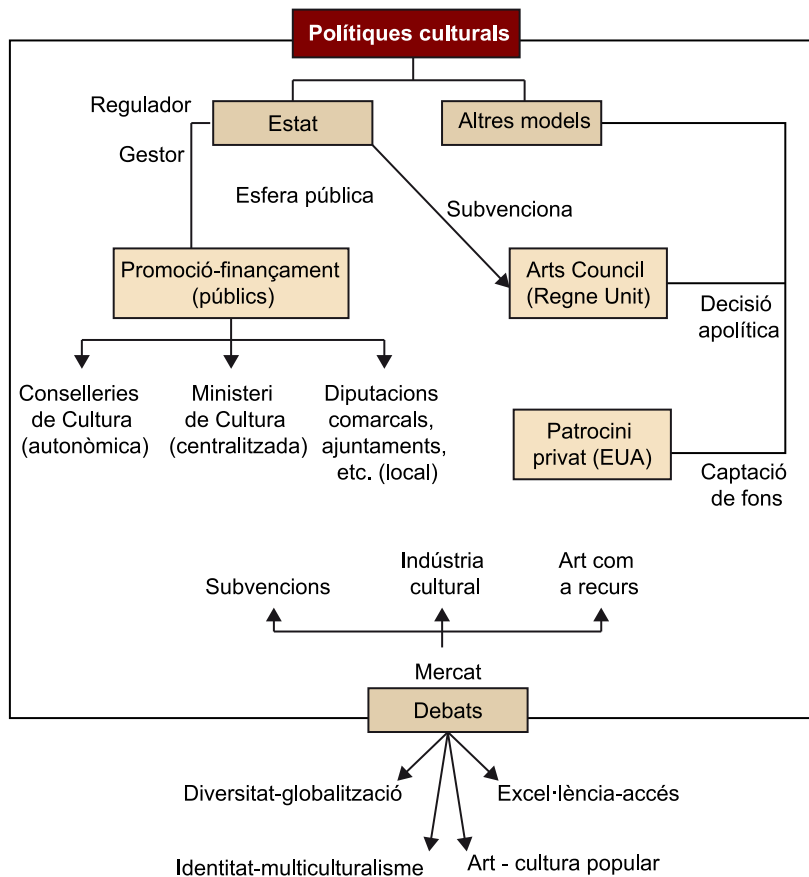 Polítiques culturals
Regulador
Estat
Altres models
Gestor
Esfera pública
Subvenciona
Promoció-finançament
(públics)
Arts Council
(Regne Unit)
Decisió
apolítica
Conselleries
de Cultura
(autonòmica)
Ministeri
de Cultura
(centralitzada)
Diputacions
comarcals,
ajuntaments,
etc. (local)
Patrocini
privat (EUA)
Captació
de fons
Subvencions
Indústria
cultural
Art com
a recurs
Mercat
Debats
Diversitat-globalització
Excel·lència-accés
Identitat-multiculturalisme
Art - cultura popular